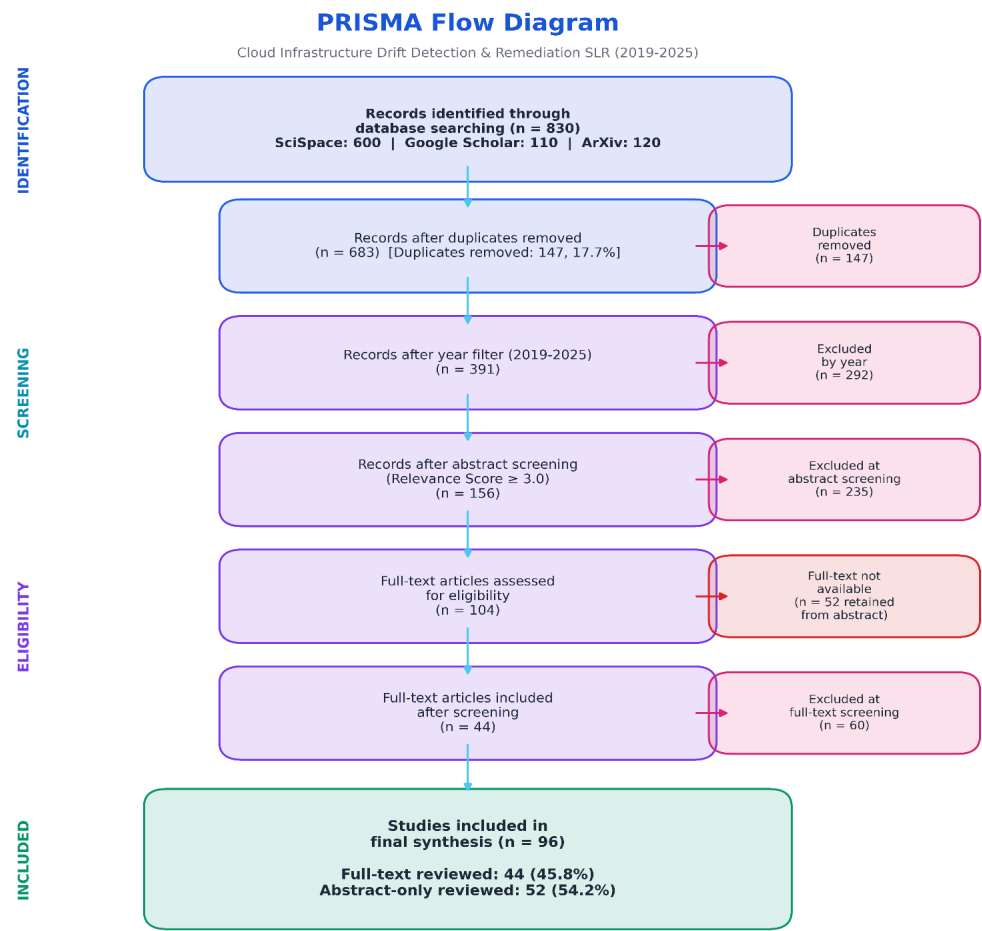 PRISMA Flow Diagram
Cloud Infrastructure Drift Detection & Remediation SLR (2019-2025)
IDENTIFICATION
Records identified through
database searching (n = 830)
SciSpace: 600 | Google Scholar: 110 | ArXiv: 120
Records after duplicates removed
(n = 683) [Duplicates removed: 147, 17.7%]
Duplicates
removed
(n = 147)
SCREENING
Records after year filter (2019-2025)
(n = 391)
Excluded
by year
(n = 292)
Records after abstract screening
(Relevance Score ≥ 3.0)
(n = 156)
Excluded at
abstract screening
(n = 235)
ELIGIBILITY
Full-text articles assessed
for eligibility
(n = 104)
Full-text not
available
(n = 52 retained
from abstract)
Full-text articles included
after screening
(n = 44)
Excluded at
full-text screening
(n = 60)
INCLUDED
Studies included in
final synthesis (n = 96)
Full-text reviewed: 44 (45.8%)
Abstract-only reviewed: 52 (54.2%)